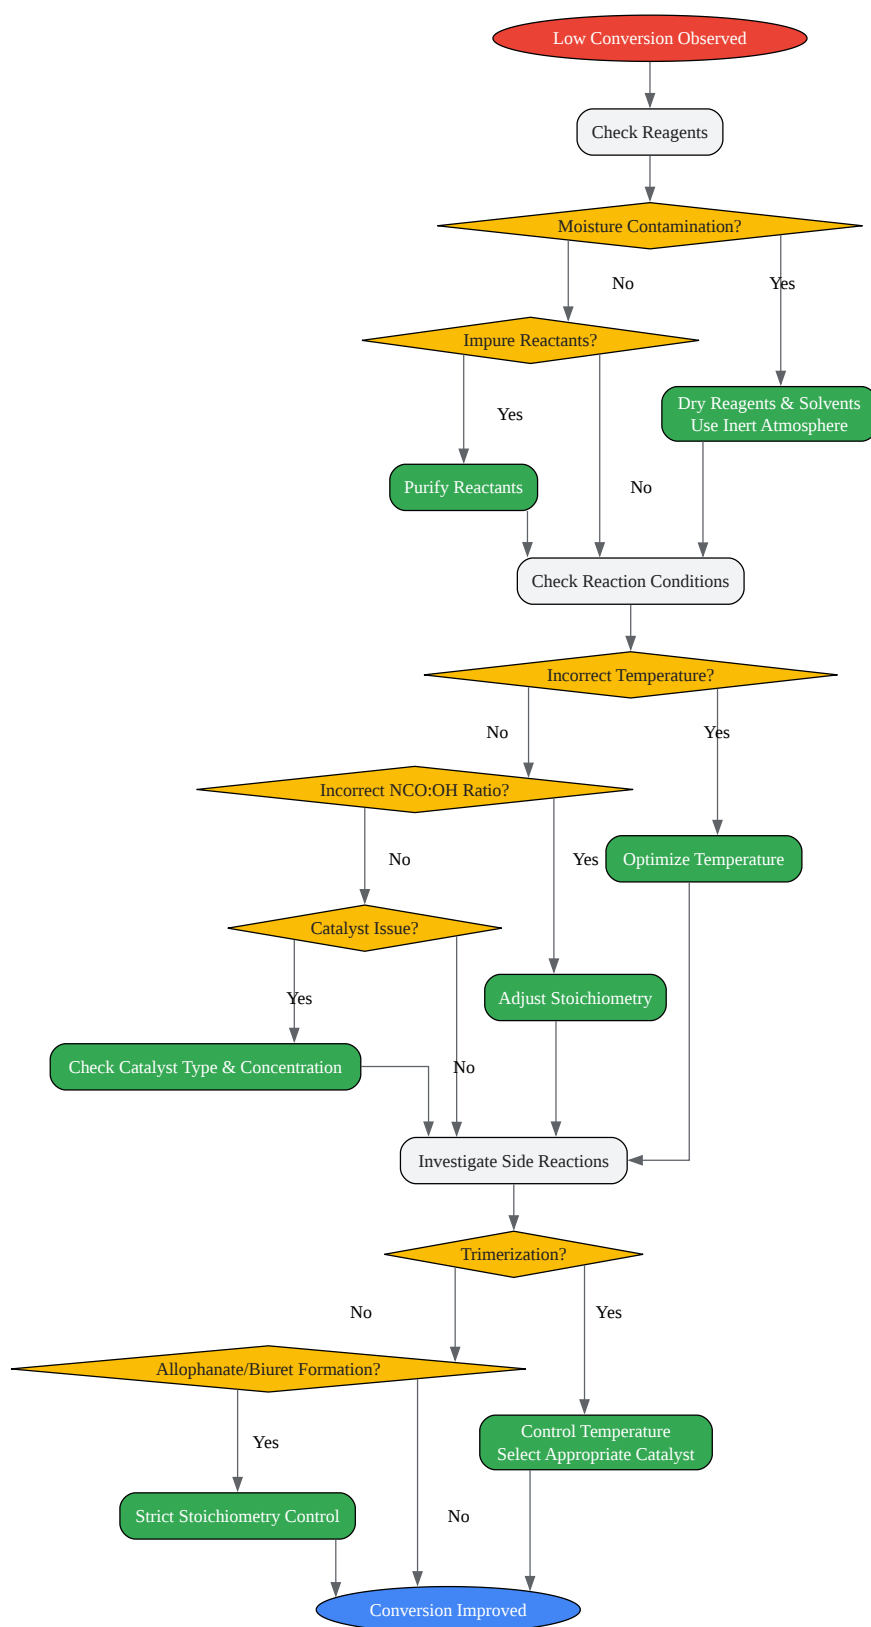 Low Conversion Observed
Check Reagents
Moisture Contamination?
No
Yes
Impure Reactants?
Dry Reagents & Solvents
Use Inert Atmosphere
Yes
Purify Reactants
No
Check Reaction Conditions
Incorrect Temperature?
No
Yes
Incorrect NCO:OH Ratio?
No
Yes
Optimize Temperature
Catalyst Issue?
Yes
Adjust Stoichiometry
Check Catalyst Type & Concentration
No
Investigate Side Reactions
Trimerization?
No
Yes
Allophanate/Biuret Formation?
Control Temperature
Select Appropriate Catalyst
Yes
Strict Stoichiometry Control
No
Conversion Improved